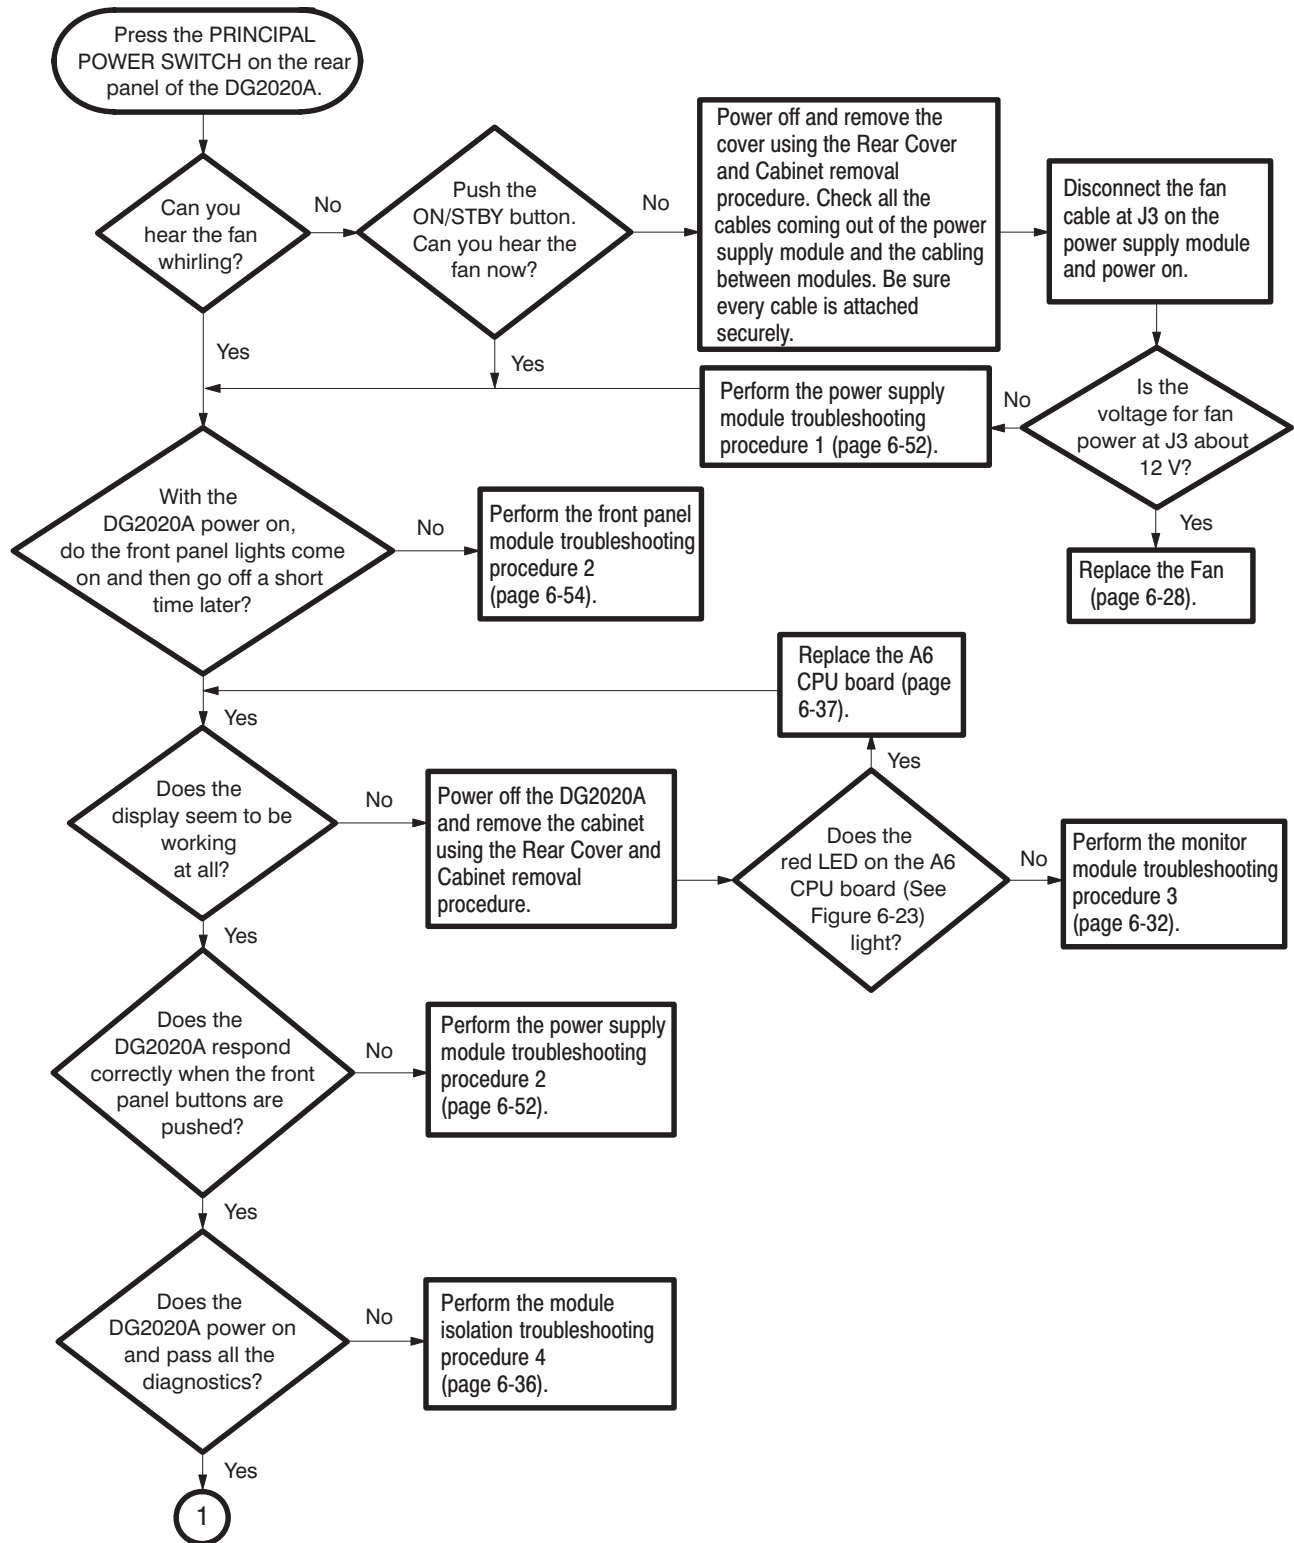 Press the PRINCIPAL
POWER SWITCH on the rear
panel of the DG2020A.
Can you
hear the fan
whirling?
No
Push the
ON/STBY button.
Can you hear the
fan now?
No
Power off and remove the
cover using the Rear Cover
and Cabinet removal
procedure. Check all the
cables coming out of the power
supply module and the cabling
between modules. Be sure
every cable is attached
securely.
Disconnect the fan
cable at J3 on the
power supply module
and power on.
Yes
Yes
Perform the power supply
module troubleshooting
procedure 1 (page 6-52).
No
Is the
voltage for fan
power at J3 about
12 V?
Yes
Replace the Fan
(page 6-28).
With the
DG2020A power on,
do the front panel lights come
on and then go off a short
time later?
No
Perform the front panel
module troubleshooting
procedure 2
(page 6-54).
Replace the A6
CPU board (page
6-37).
Yes
Yes
Does the
display seem to be
working
at all?
No
Power off the DG2020A
and remove the cabinet
using the Rear Cover and
Cabinet removal
procedure.
Does the
red LED on the A6
CPU board (See
Figure 6-23)
light?
No
Perform the monitor
module troubleshooting
procedure 3
(page 6-32).
Yes
Does the
DG2020A respond
correctly when the front
panel buttons are
pushed?
No
Perform the power supply
module troubleshooting
procedure 2
(page 6-52).
Yes
Does the
DG2020A power on
and pass all the
diagnostics?
No
Perform the module
isolation troubleshooting
procedure 4
(page 6-36).
Yes
1